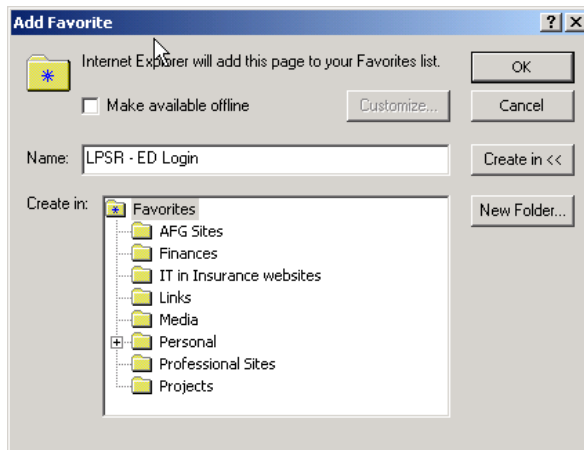 Add Favorite
Internet Explorer will add this page to your Favorites list.
OK
Make available offline
Customize...
Cancel
Name:
LPSR - ED Login
Create in <<
Create in:
Favorites
New Folder...
AFG Sites
Finances
IT in Insurance websites
Links
Media
Personal
Professional Sites
Projects